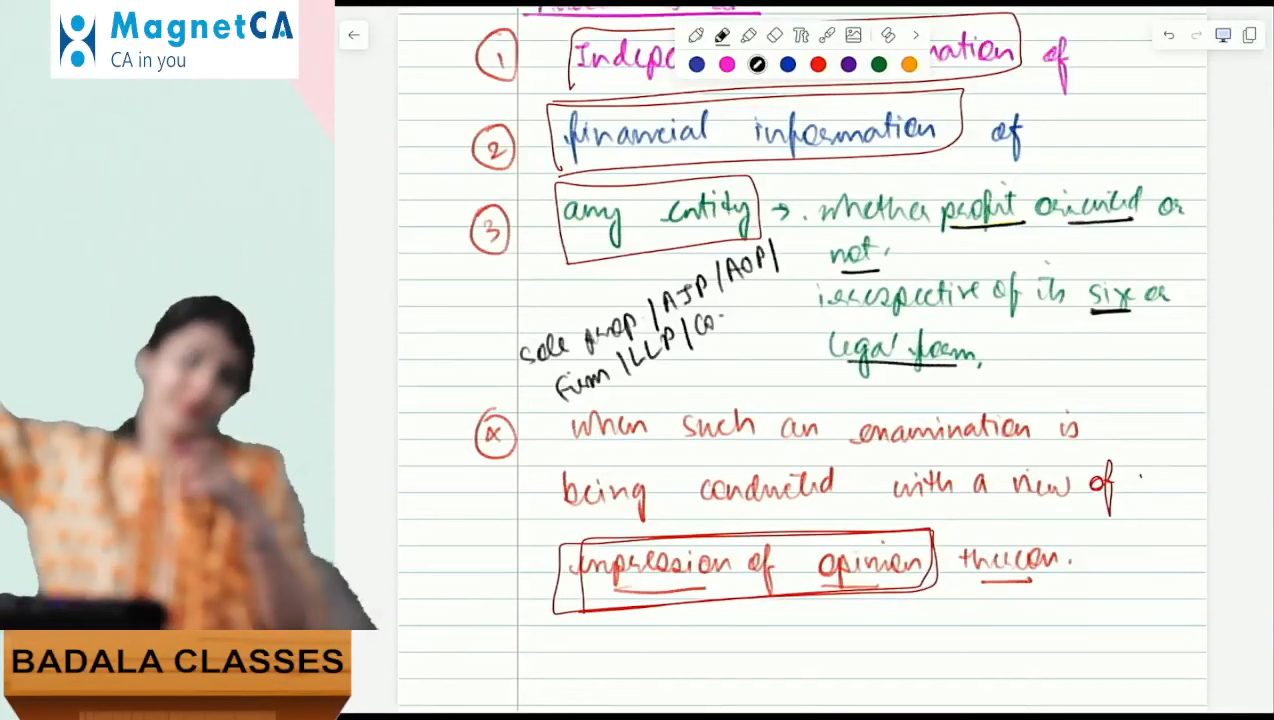 MagnetCA
CA in you
① Indepe nation of
② financial information of
③ any entity → . whether profit oriented or
not.
irrespective of its size or
legal form.
sole prop / AJP / AOP /
Firm / LLP / Co.
when such an examination is
being conducted with a view of
expression of opinion thereon.
BADALA CLASSES